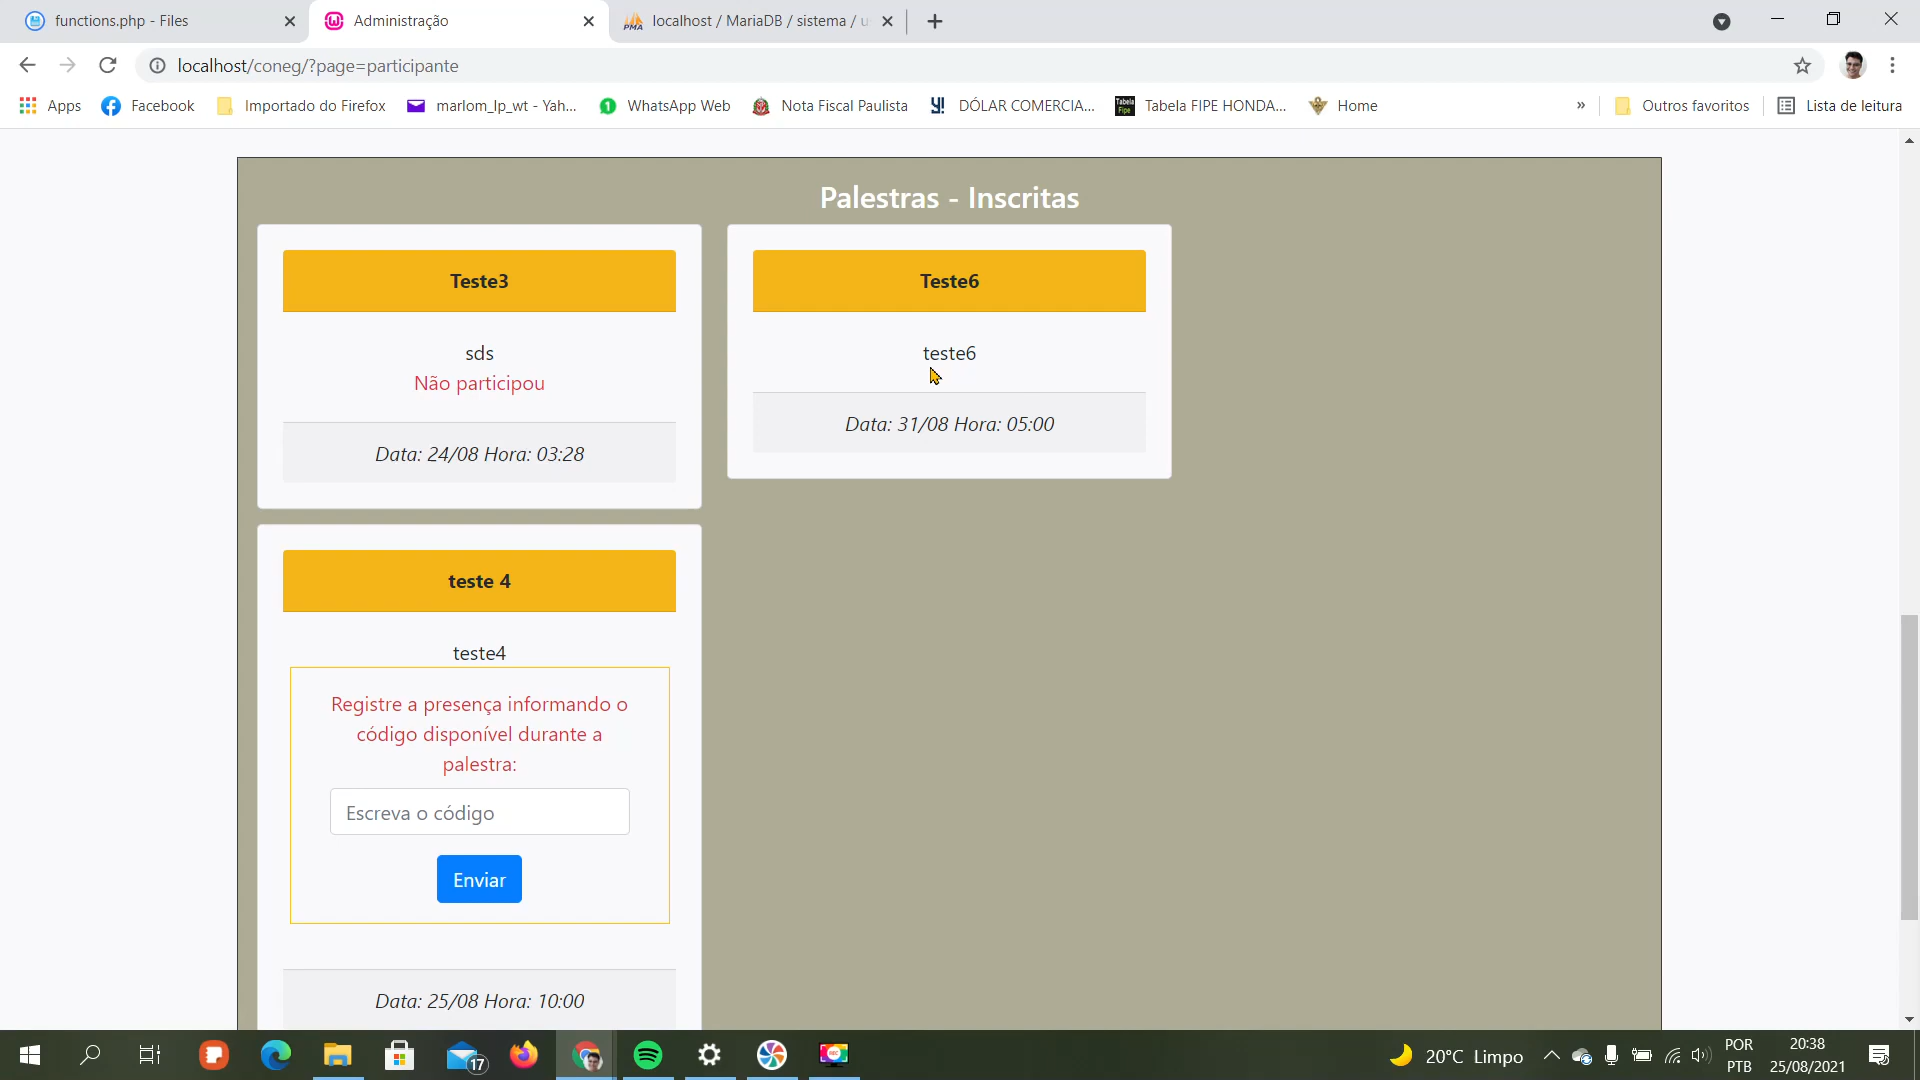 functions.php - Files
Administração
localhost / MariaDB / sistema / u
localhost/coneg/?page=participante
Apps
Facebook
Importado do Firefox
marlom_lp_wt - Yah...
WhatsApp Web
Nota Fiscal Paulista
DÓLAR COMERCIA...
Tabela FIPE HONDA...
Home
»
Outros favoritos
Lista de leitura
Palestras - Inscritas
Teste3
sds
Não participou
Data: 24/08 Hora: 03:28
Teste6
teste6
Data: 31/08 Hora: 05:00
teste 4
teste4
Registre a presença informando o
código disponível durante a
palestra:
Escreva o código
Enviar
Data: 25/08 Hora: 10:00
17
20°C Limpo
POR
PTB
20:38
25/08/2021